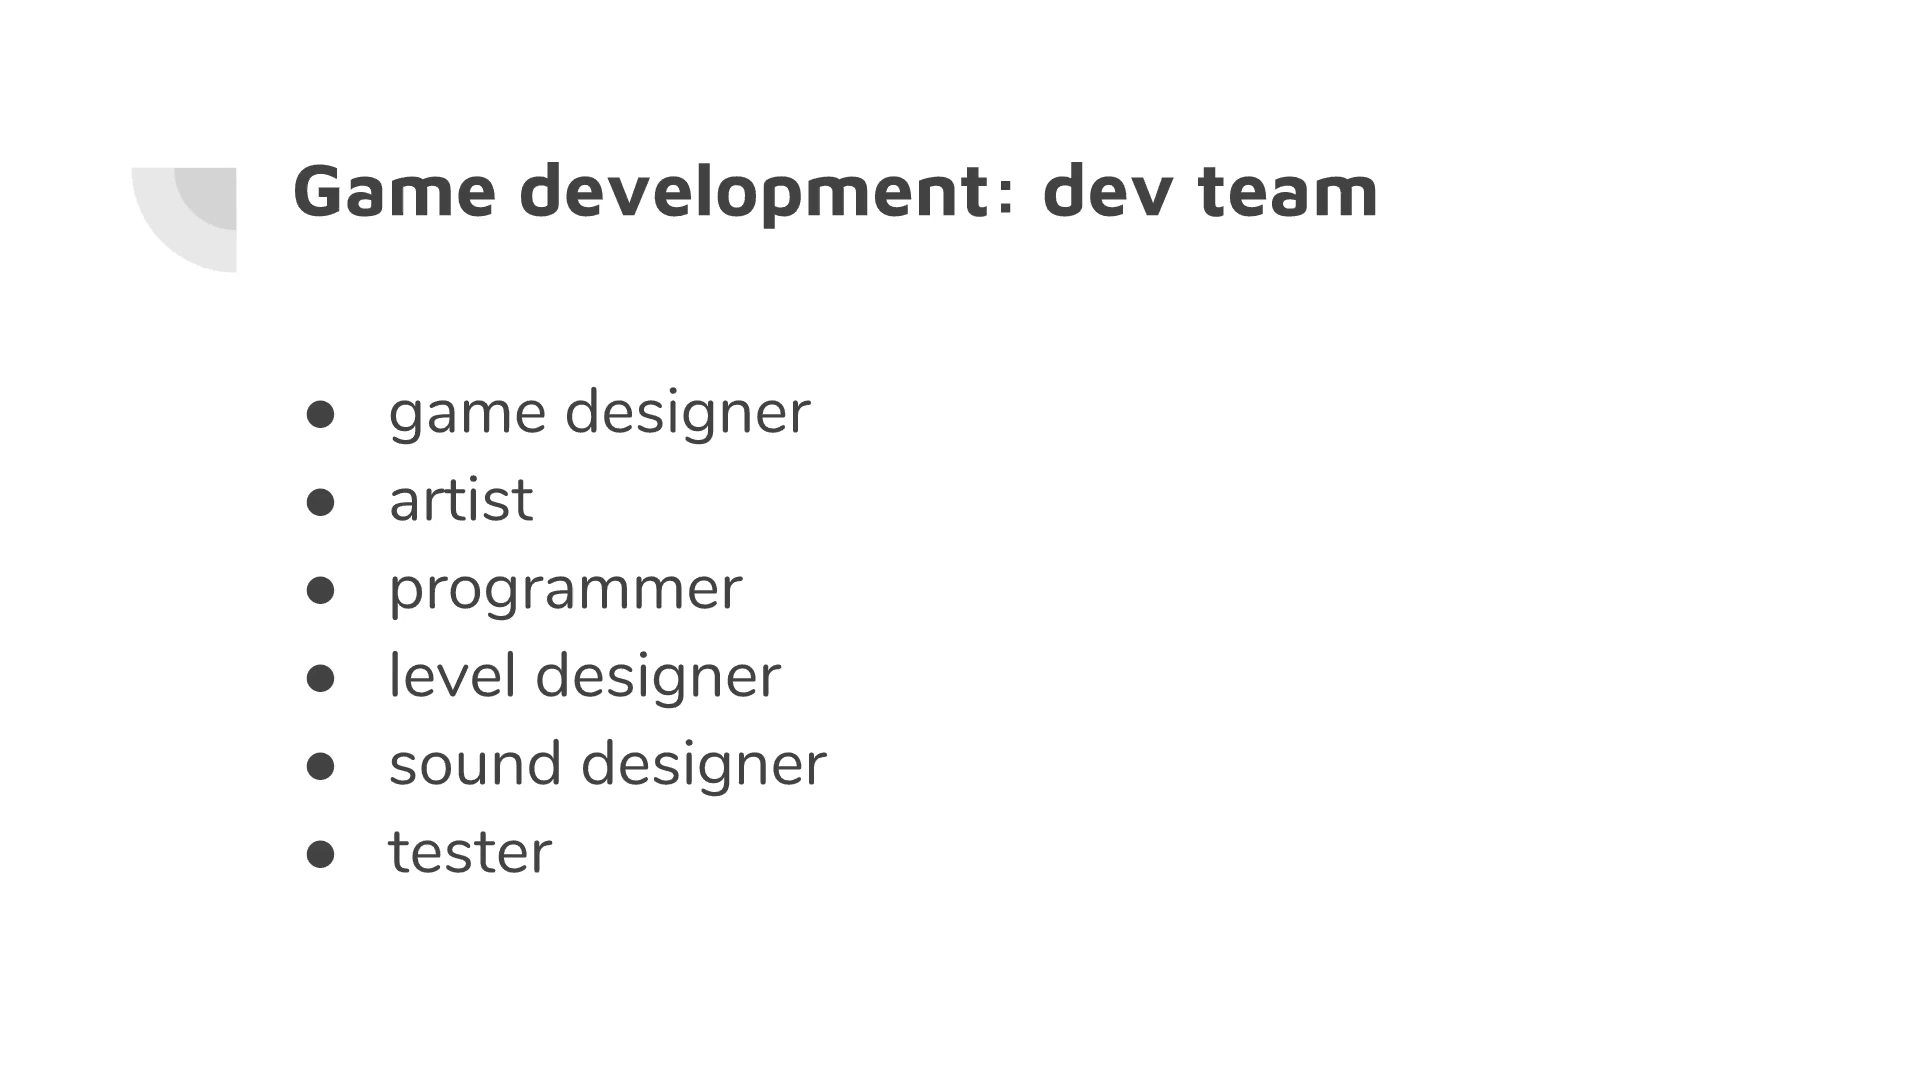 Game development: dev team
● game designer
● artist
● programmer
● level designer
● sound designer
● tester